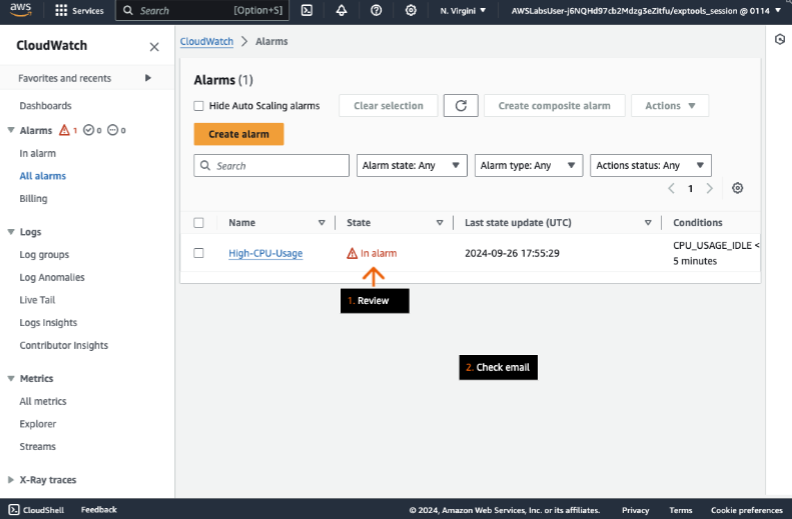 aws
Services
Search
[Option+S]
N. Virgini
AWSLabsUser-j6NQHd97cb2Mdzg3eZitfu/exptools_session @ 0114
CloudWatch
Favorites and recents
Dashboards
Alarms 1 0 0
In alarm
All alarms
Billing
Logs
Log groups
Log Anomalies
Live Tail
Logs Insights
Contributor Insights
Metrics
All metrics
Explorer
Streams
X-Ray traces
CloudWatch > Alarms
Alarms (1)
Hide Auto Scaling alarms
Clear selection
Create composite alarm
Actions
Create alarm
Search
Alarm state: Any
Alarm type: Any
Actions status: Any
1
Name
State
Last state update (UTC)
Conditions
High-CPU-Usage
In alarm
2024-09-26 17:55:29
CPU_USAGE_IDLE <
5 minutes
1. Review
2. Check email
CloudShell
Feedback
© 2024, Amazon Web Services, Inc. or its affiliates.
Privacy
Terms
Cookie preferences